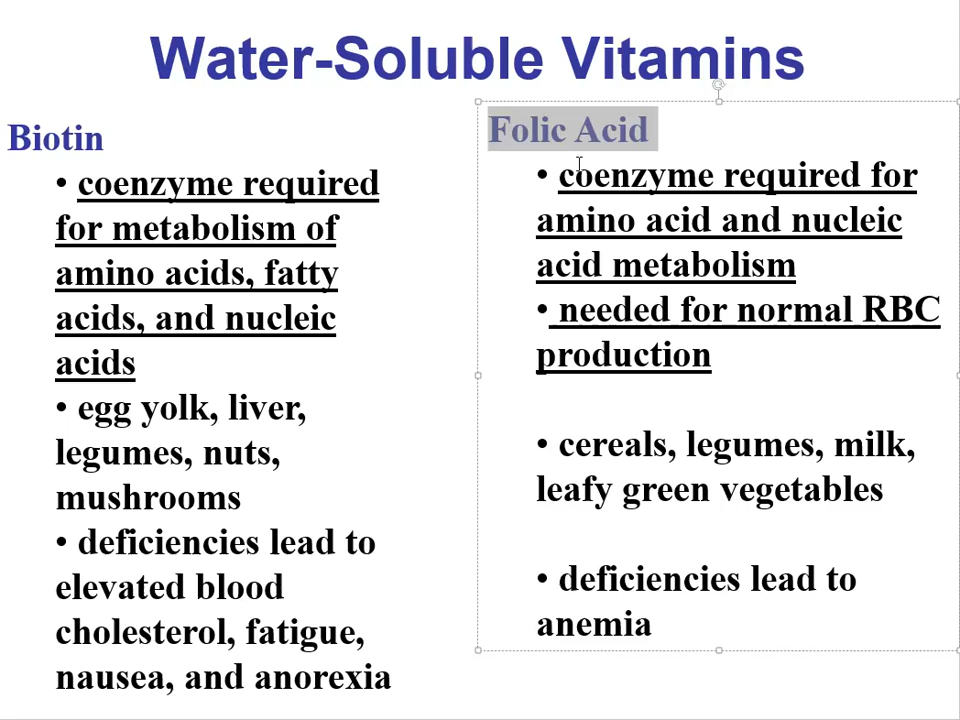 Water-Soluble Vitamins
Biotin
• coenzyme required
for metabolism of
amino acids, fatty
acids, and nucleic
acids
• egg yolk, liver,
legumes, nuts,
mushrooms
• deficiencies lead to
elevated blood
cholesterol, fatigue,
nausea, and anorexia
Folic Acid
• coenzyme required for
amino acid and nucleic
acid metabolism
• needed for normal RBC
production
• cereals, legumes, milk,
leafy green vegetables
• deficiencies lead to
anemia